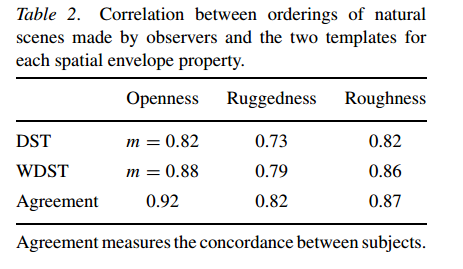 Table 2. Correlation between orderings of natural
scenes made by observers and the two templates for
each spatial envelope property.
Openness Ruggedness Roughness
DST m = 0.82 0.73 0.82
WDST m = 0.88 0.79 0.86
Agreement 0.92 0.82 0.87
Agreement measures the concordance between subjects.